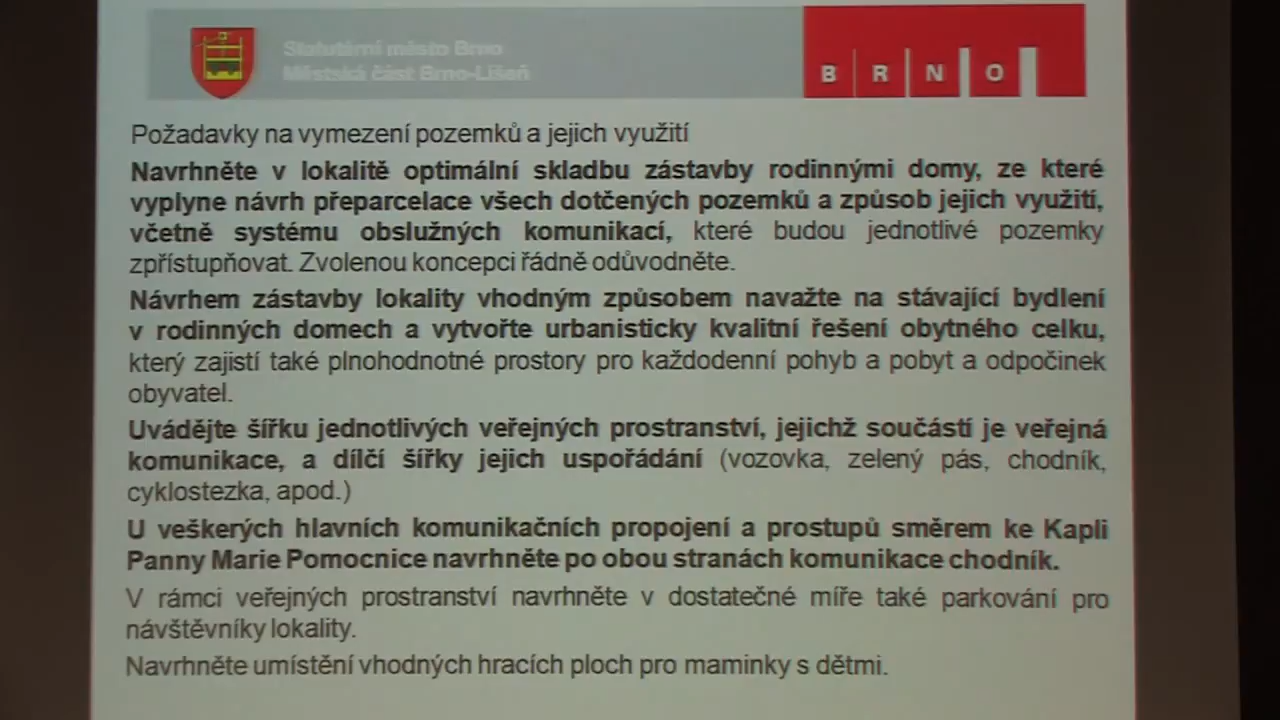 Statutární město Brno
Městská část Brno-Líšeň
B R N O
Požadavky na vymezení pozemků a jejich využití
Navrhněte v lokalitě optimální skladbu zástavby rodinnými domy, ze které
vyplyne návrh přeparcelace všech dotčených pozemků a způsob jejich využití,
včetně systému obslužných komunikací, které budou jednotlivé pozemky
zpřístupňovat. Zvolenou koncepci řádně odůvodněte.
Návrhem zástavby lokality vhodným způsobem navažte na stávající bydlení
v rodinných domech a vytvořte urbanisticky kvalitní řešení obytného celku,
který zajistí také plnohodnotné prostory pro každodenní pohyb a pobyt a odpočinek
obyvatel.
Uvádějte šířku jednotlivých veřejných prostranství, jejichž součástí je veřejná
komunikace, a dílčí šířky jejich uspořádání (vozovka, zelený pás, chodník,
cyklostezka, apod.)
U veškerých hlavních komunikačních propojení a prostupů směrem ke Kapli
Panny Marie Pomocnice navrhněte po obou stranách komunikace chodník.
V rámci veřejných prostranství navrhněte v dostatečné míře také parkování pro
návštěvníky lokality.
Navrhněte umístění vhodných hracích ploch pro maminky s dětmi.